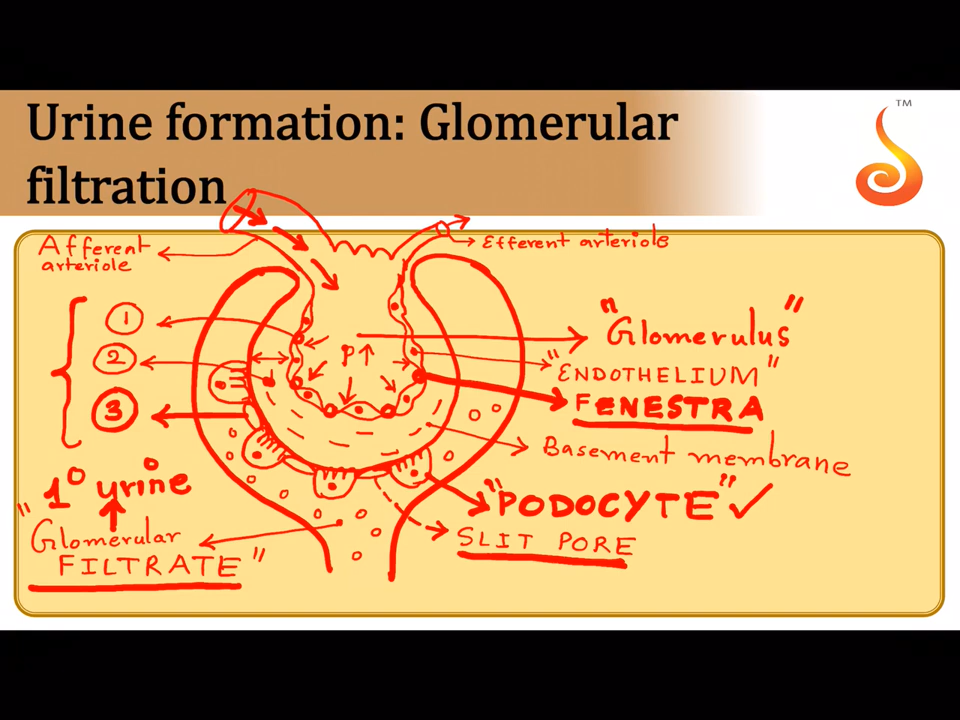 Urine formation: Glomerular
filtration
TM
Afferent
arteriole
Efferent arteriole
1
2
3
P↑
"Glomerulus"
"ENDOTHELIUM"
FENESTRA
Basement membrane
"PODOCYTE" ✓
SLIT PORE
1° urine
"Glomerular
FILTRATE"